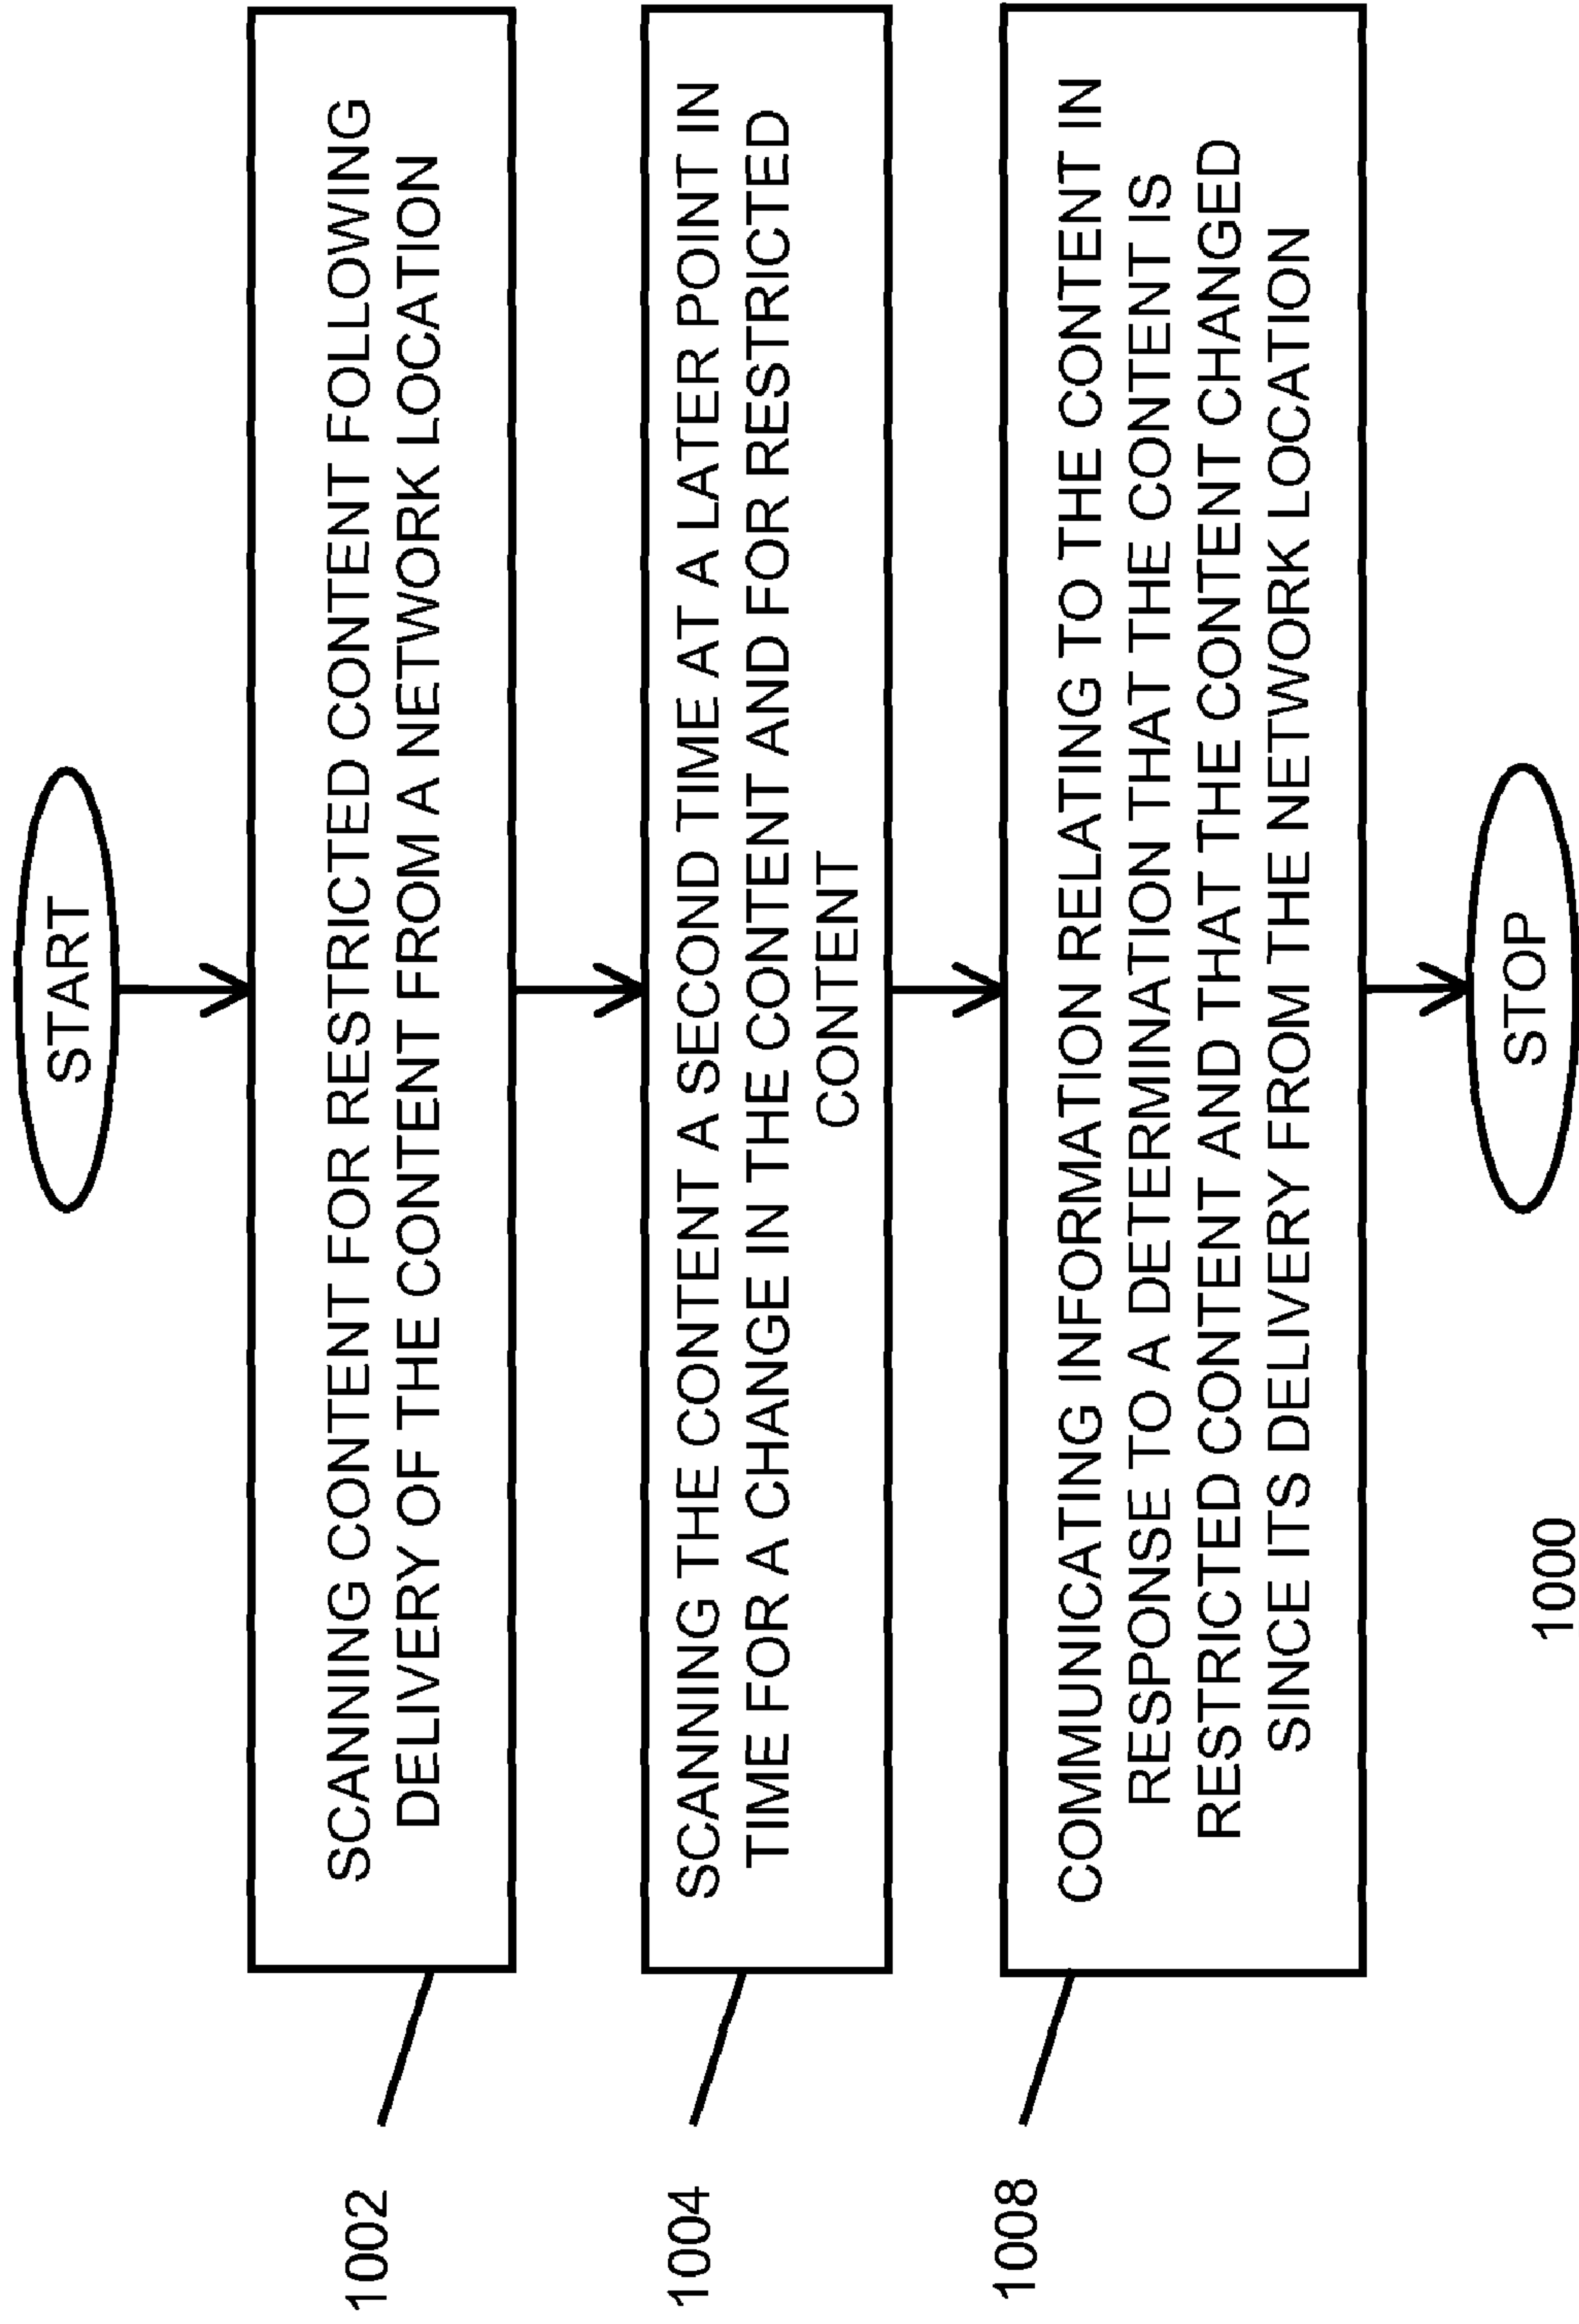 START
1002
SCANNING CONTENT FOR RESTRICTED CONTENT FOLLOWING
DELIVERY OF THE CONTENT FROM A NETWORK LOCATION
1004
SCANNING THE CONTENT A SECOND TIME AT A LATER POINT IN
TIME FOR A CHANGE IN THE CONTENT AND FOR RESTRICTED
CONTENT
1008
COMMUNICATING INFORMATION RELATING TO THE CONTENT IN
RESPONSE TO A DETERMINATION THAT THE CONTENT IS
RESTRICTED CONTENT AND THAT THE CONTENT CHANGED
SINCE ITS DELIVERY FROM THE NETWORK LOCATION
STOP
1000